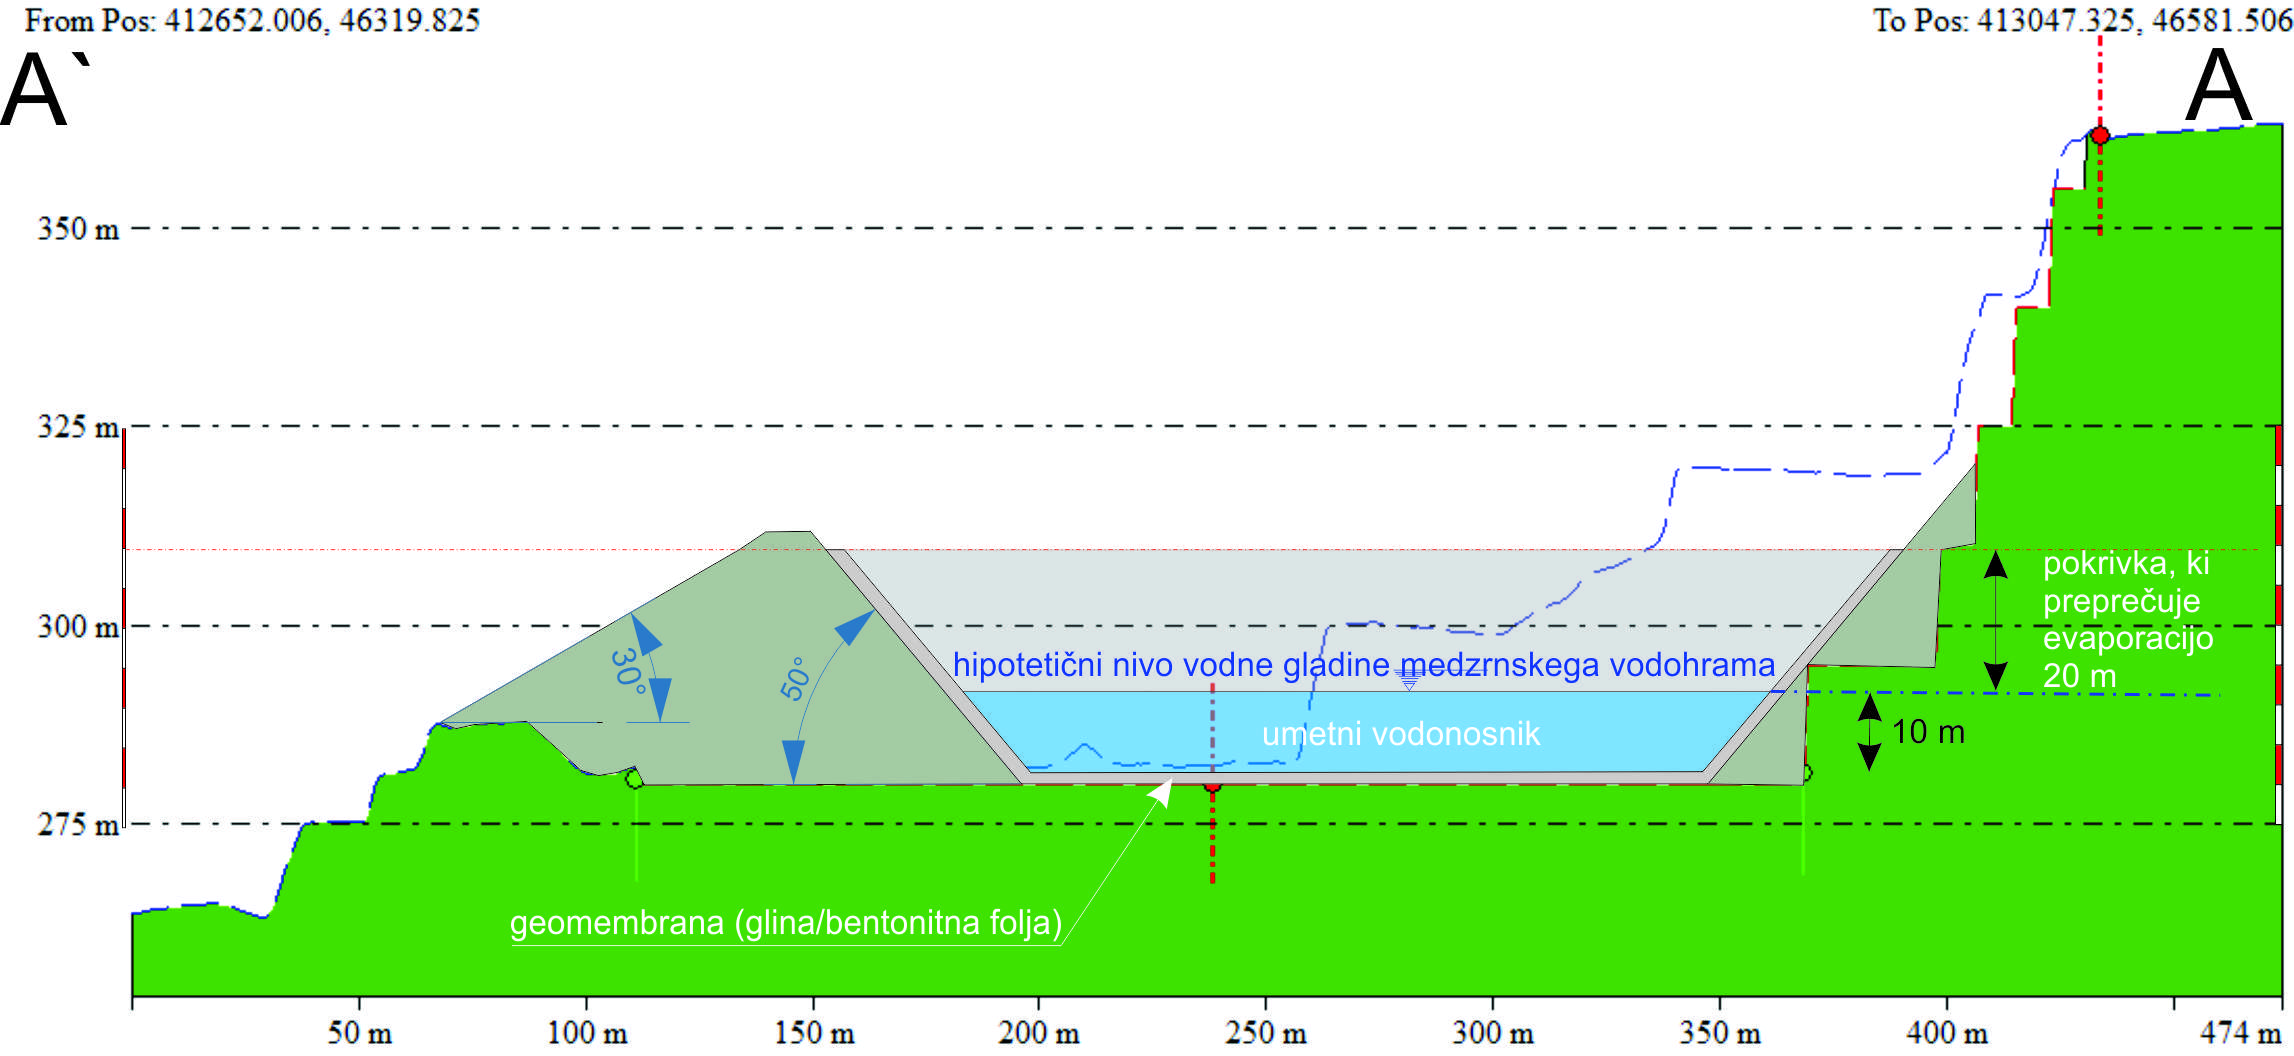 From Pos: 412652.006, 46319.825
To Pos: 413047.325, 46581.506
A`
A
350 m
325 m
300 m
275 m
30°
50°
hipotetični nivo vodne gladine medzrnskega vodohrama
umetni vodonosnik
pokrivka, ki
preprečuje
evaporacijo
20 m
10 m
geomembrana (glina/bentonitna folja)
50 m
100 m
150 m
200 m
250 m
300 m
350 m
400 m
474 m